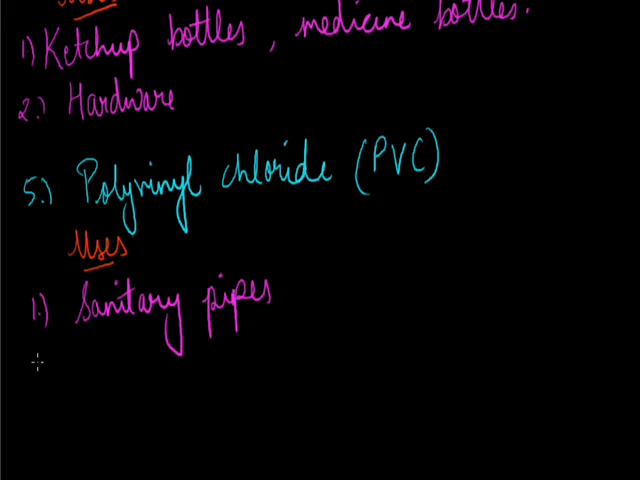 1) Ketchup bottles, medicine bottles.
2.) Hardware
5.) Polyvinyl chloride (PVC)
Uses
1.) Sanitary pipes